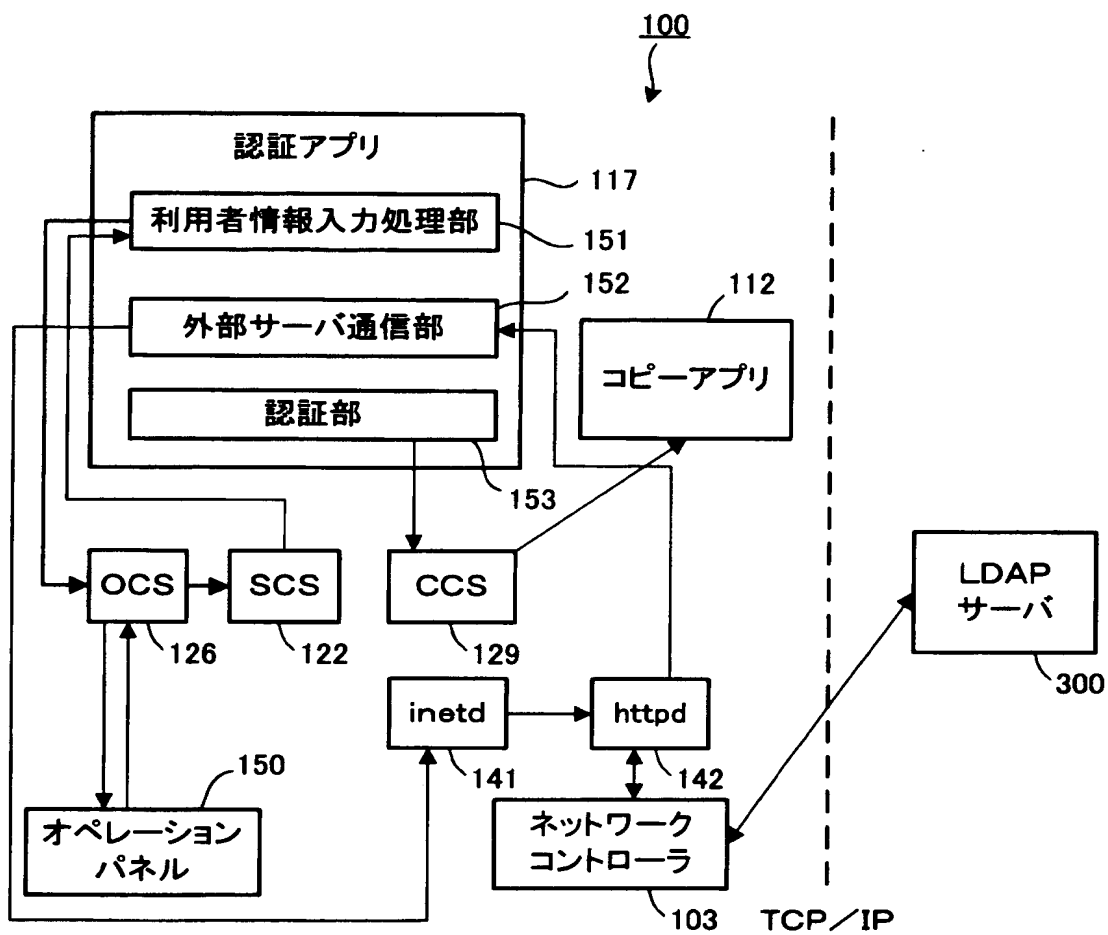 100
認証アプリ
117
利用者情報入力処理部
151
152
外部サーバ通信部
112
コピーアプリ
認証部
153
OCS
SCS
CCS
LDAP
サーバ
126
122
129
300
inetd
httpd
150
141
142
オペレーション
パネル
ネットワーク
コントローラ
103
TCP/IP